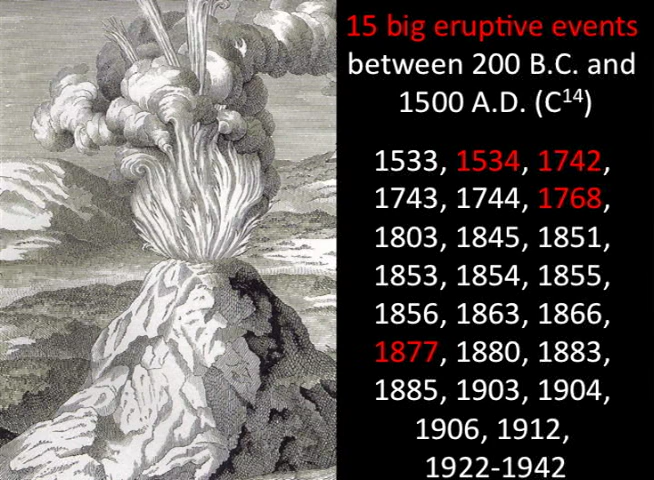 15 big eruptive events
between 200 B.C. and
1500 A.D. (C¹⁴)
1533, 1534, 1742,
1743, 1744, 1768,
1803, 1845, 1851,
1853, 1854, 1855,
1856, 1863, 1866,
1877, 1880, 1883,
1885, 1903, 1904,
1906, 1912,
1922-1942